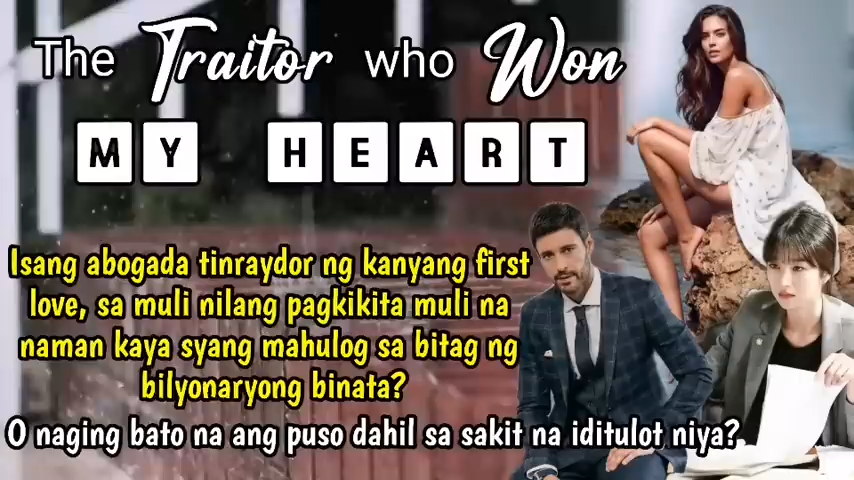 The Traitor who Won
MY HEART
Isang abogada tinraydor ng kanyang first
love, sa muli nilang pagkikita muli na
naman kaya syang mahulog sa bitag ng
bilyonaryong binata?
O naging bato na ang puso dahil sa sakit na iditulot niya?